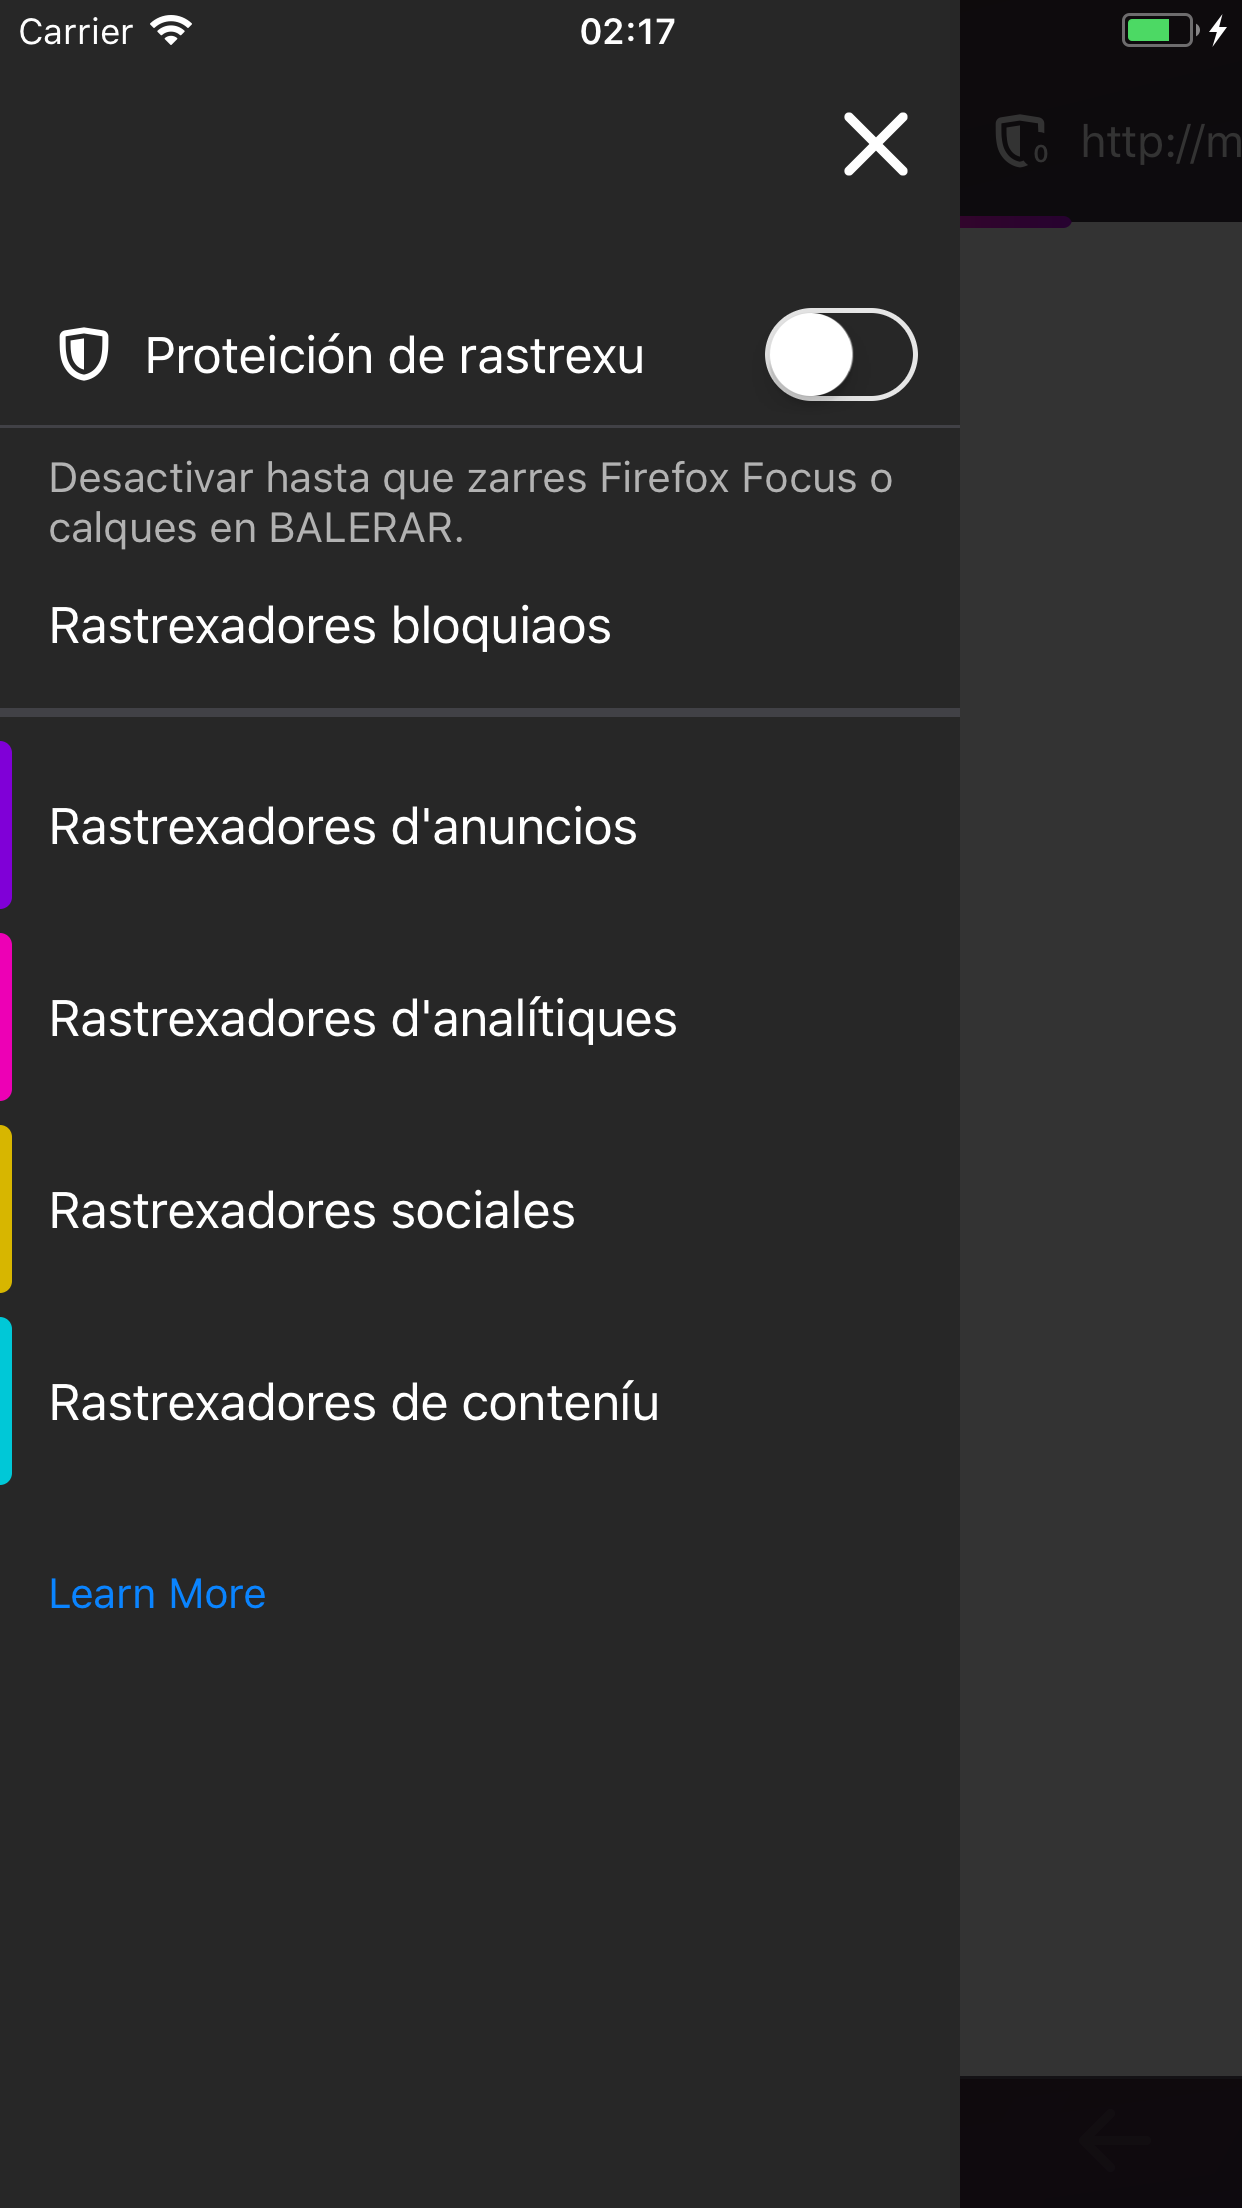 Carrier
02:17
http://m
0
Proteición de rastrexu
Desactivar hasta que zarres Firefox Focus o
calques en BALERAR.
Rastrexadores bloquiaos
Rastrexadores d'anuncios
Rastrexadores d'analítiques
Rastrexadores sociales
Rastrexadores de conteníu
Learn More